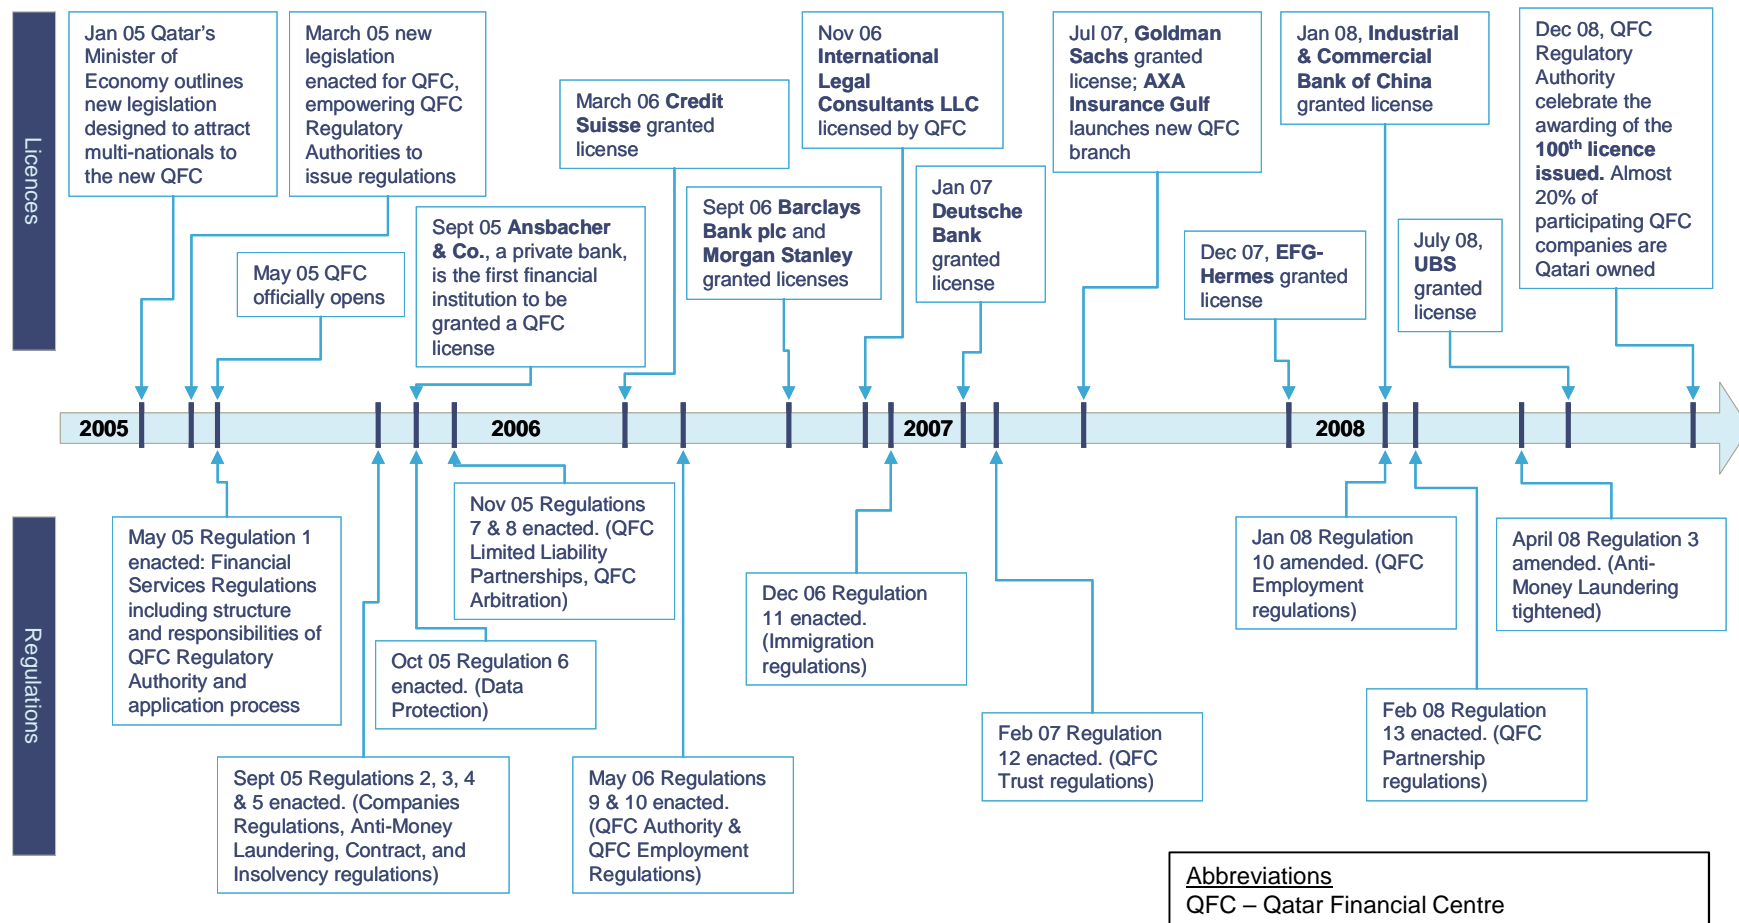 Licences
Jan 05 Qatar's
Minister of
Economy outlines
new legislation
designed to attract
multi-nationals to
the new QFC
March 05 new
legislation
enacted for QFC,
empowering QFC
Regulatory
Authorities to
issue regulations
May 05 QFC
officially opens
Sept 05 Ansbacher
& Co., a private bank,
is the first financial
institution to be
granted a QFC
license
March 06 Credit
Suisse granted
license
Sept 06 Barclays
Bank plc and
Morgan Stanley
granted licenses
Nov 06
International
Legal
Consultants LLC
licensed by QFC
Jan 07
Deutsche
Bank
granted
license
Jul 07, Goldman
Sachs granted
license; AXA
Insurance Gulf
launches new QFC
branch
Dec 07, EFG-
Hermes granted
license
Jan 08, Industrial
& Commercial
Bank of China
granted license
July 08,
UBS
granted
license
Dec 08, QFC
Regulatory
Authority
celebrate the
awarding of the
100th licence
issued. Almost
20% of
participating QFC
companies are
Qatari owned
2005
2006
2007
2008
Regulations
May 05 Regulation 1
enacted: Financial
Services Regulations
including structure
and responsibilities of
QFC Regulatory
Authority and
application process
Sept 05 Regulations 2, 3, 4
& 5 enacted. (Companies
Regulations, Anti-Money
Laundering, Contract, and
Insolvency regulations)
Oct 05 Regulation 6
enacted. (Data
Protection)
Nov 05 Regulations
7 & 8 enacted. (QFC
Limited Liability
Partnerships, QFC
Arbitration)
May 06 Regulations
9 & 10 enacted.
(QFC Authority &
QFC Employment
Regulations)
Dec 06 Regulation
11 enacted.
(Immigration
regulations)
Feb 07 Regulation
12 enacted. (QFC
Trust regulations)
Jan 08 Regulation
10 amended. (QFC
Employment
regulations)
Feb 08 Regulation
13 enacted. (QFC
Partnership
regulations)
April 08 Regulation 3
amended. (Anti-
Money Laundering
tightened)
Abbreviations
QFC – Qatar Financial Centre